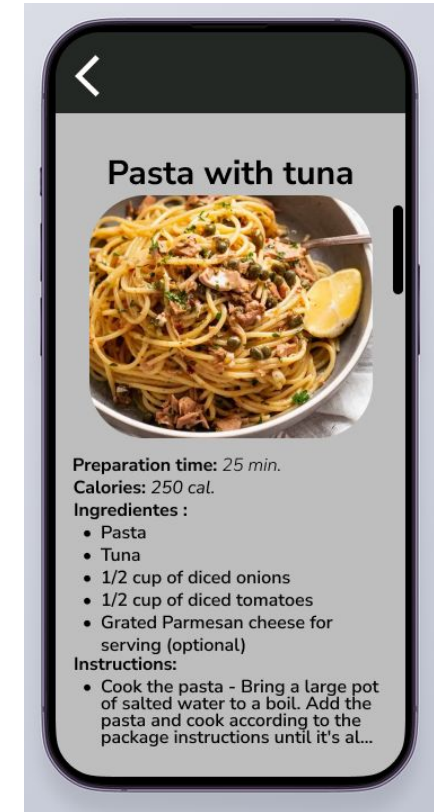 Pasta with tuna
Preparation time: 25 min.
Calories: 250 cal.
Ingredientes :
• Pasta
• Tuna
• 1/2 cup of diced onions
• 1/2 cup of diced tomatoes
• Grated Parmesan cheese for
serving (optional)
Instructions:
• Cook the pasta - Bring a large pot
of salted water to a boil. Add the
pasta and cook according to the
package instructions until it's al...